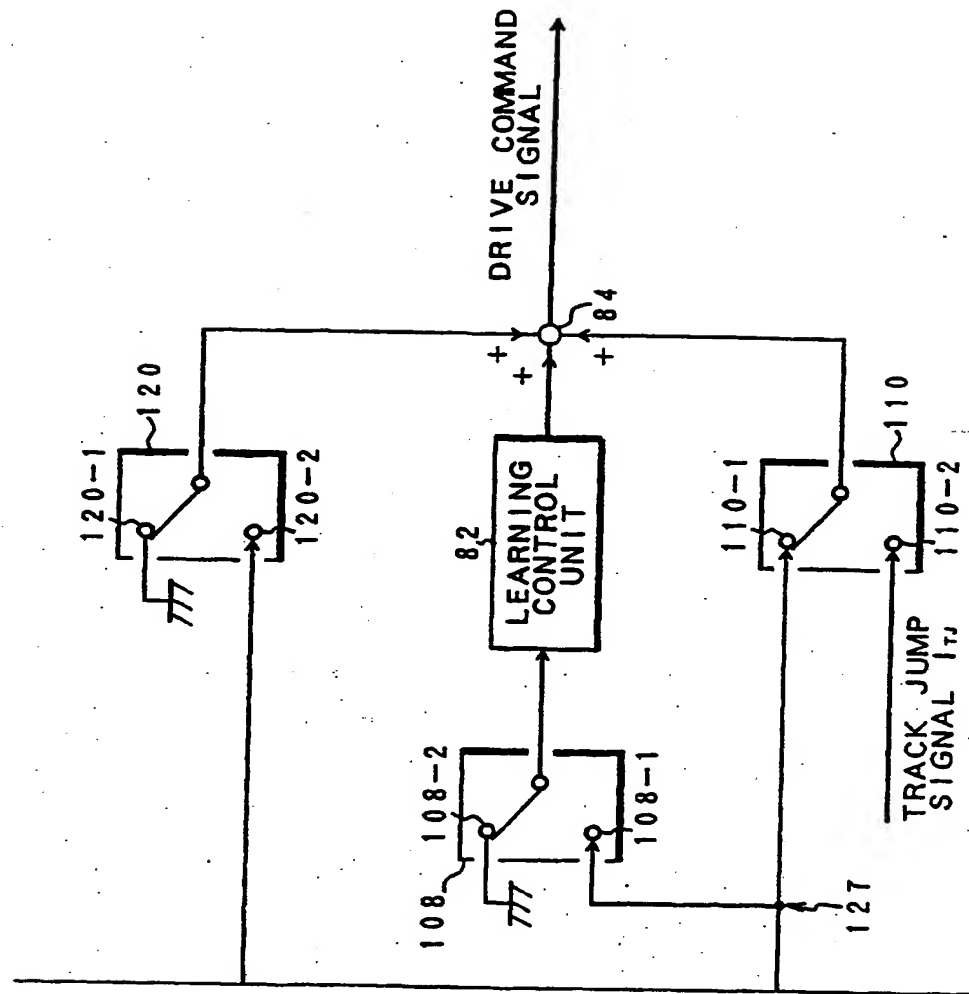 120-1
120
120-2
DRIVE COMMAND
SIGNAL
+
+
+
84
82
LEARNING
CONTROL
UNIT
108
108-2
108-1
110-1
110
110-2
TRACK JUMP
SIGNAL ITJ
127